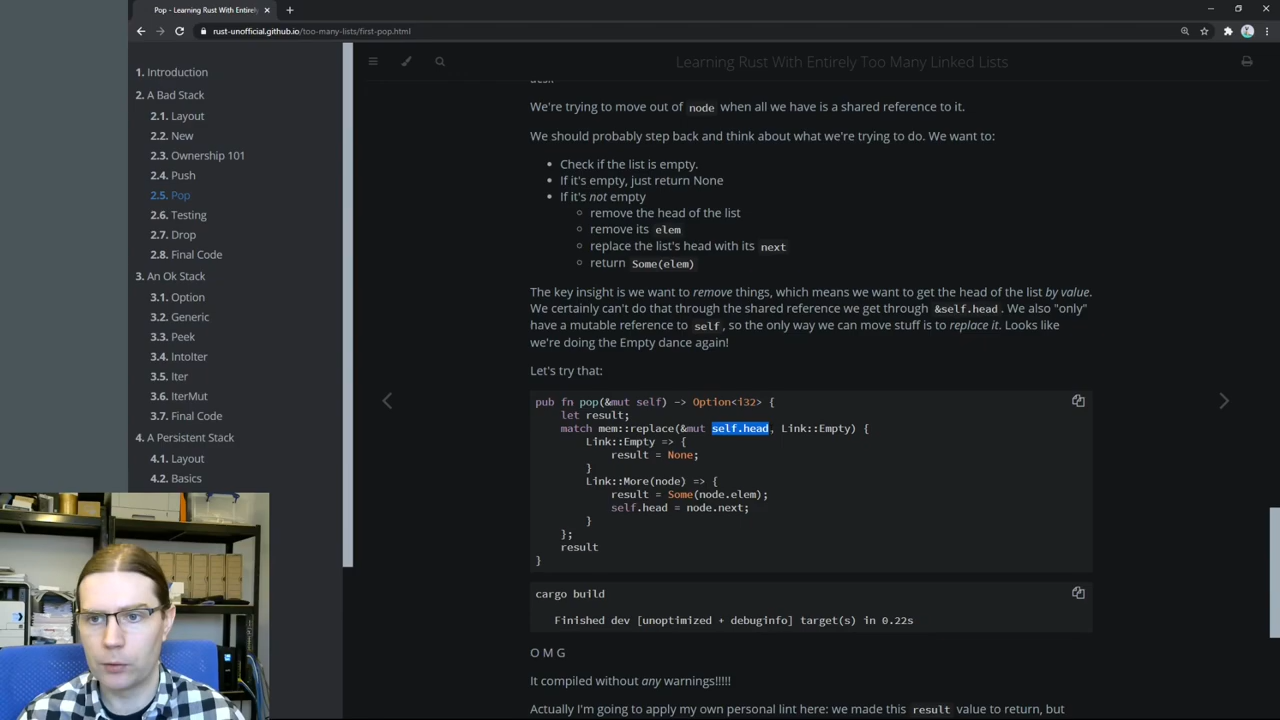 Pop - Learning Rust With Entirel
rust-unofficial.github.io/too-many-lists/first-pop.html
1. Introduction
2. A Bad Stack
2.1. Layout
2.2. New
2.3. Ownership 101
2.4. Push
2.5. Pop
2.6. Testing
2.7. Drop
2.8. Final Code
3. An Ok Stack
3.1. Option
3.2. Generic
3.3. Peek
3.4. IntoIter
3.5. Iter
3.6. IterMut
3.7. Final Code
4. A Persistent Stack
4.1. Layout
4.2. Basics
Learning Rust With Entirely Too Many Linked Lists
We're trying to move out of node when all we have is a shared reference to it.
We should probably step back and think about what we're trying to do. We want to:
• Check if the list is empty.
• If it's empty, just return None
• If it's not empty
○ remove the head of the list
○ remove its elem
○ replace the list's head with its next
○ return Some(elem)
The key insight is we want to remove things, which means we want to get the head of the list by value.
We certainly can't do that through the shared reference we get through &self.head. We also "only"
have a mutable reference to self, so the only way we can move stuff is to replace it. Looks like
we're doing the Empty dance again!
Let's try that:
pub fn pop(&mut self) -> Option<i32> {
let result;
match mem::replace(&mut self.head, Link::Empty) {
Link::Empty => {
result = None;
}
Link::More(node) => {
result = Some(node.elem);
self.head = node.next;
}
};
result
}
cargo build
Finished dev [unoptimized + debuginfo] target(s) in 0.22s
O M G
It compiled without any warnings!!!!!
Actually I'm going to apply my own personal lint here: we made this result value to return, but